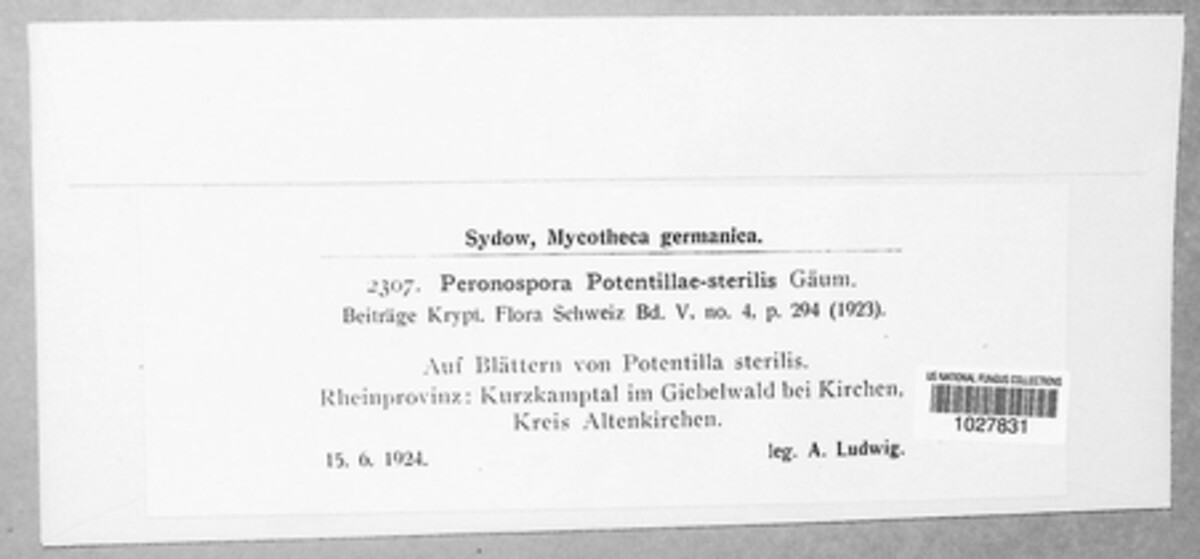 Sydow, Mycotheca germanica.
2307. Peronospora Potentillae-sterilis Gäum.
Beiträge Krypt. Flora Schweiz Bd. V. no. 4, p. 294 (1923).
Auf Blättern von Potentilla sterilis.
Rheinprovinz: Kurzkamptal im Giebelwald bei Kirchen,
Kreis Altenkirchen.
15. 6. 1924.
leg. A. Ludwig.
US NATIONAL FUNGUS COLLECTIONS
1027831